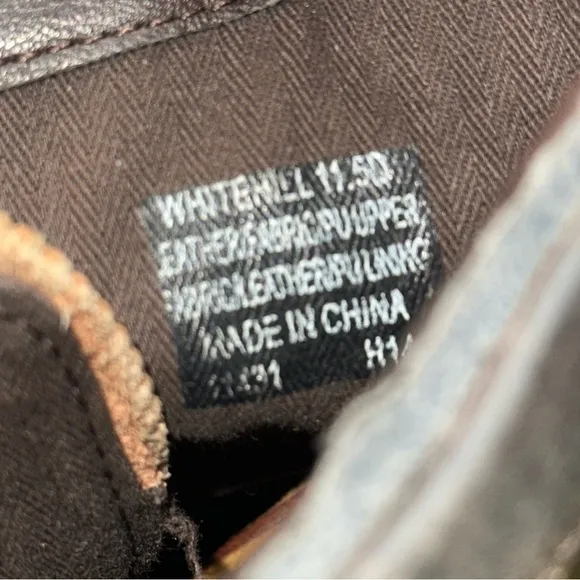 WHITEHILL 11.5D
LEATHER/FABRIC/PU UPPER
FABRIC/LEATHER/PU LINING
MADE IN CHINA
H14